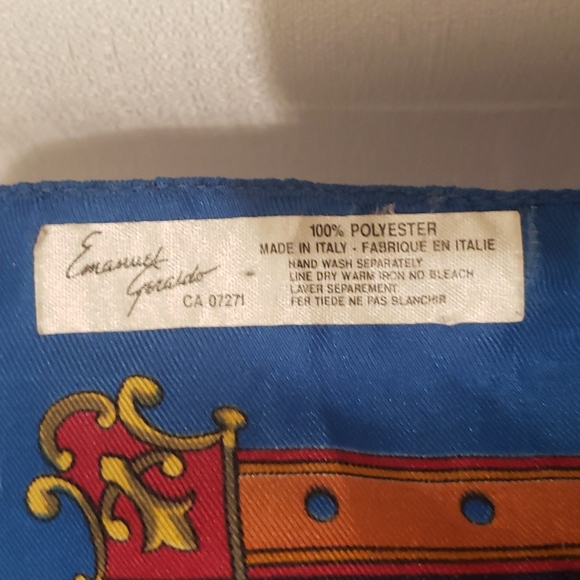 Emanuel
Geraldo
CA 07271
100% POLYESTER
MADE IN ITALY - FABRIQUE EN ITALIE
HAND WASH SEPARATELY
LINE DRY WARM IRON NO BLEACH
LAVER SEPAREMENT
FER TIEDE NE PAS BLANCHIR